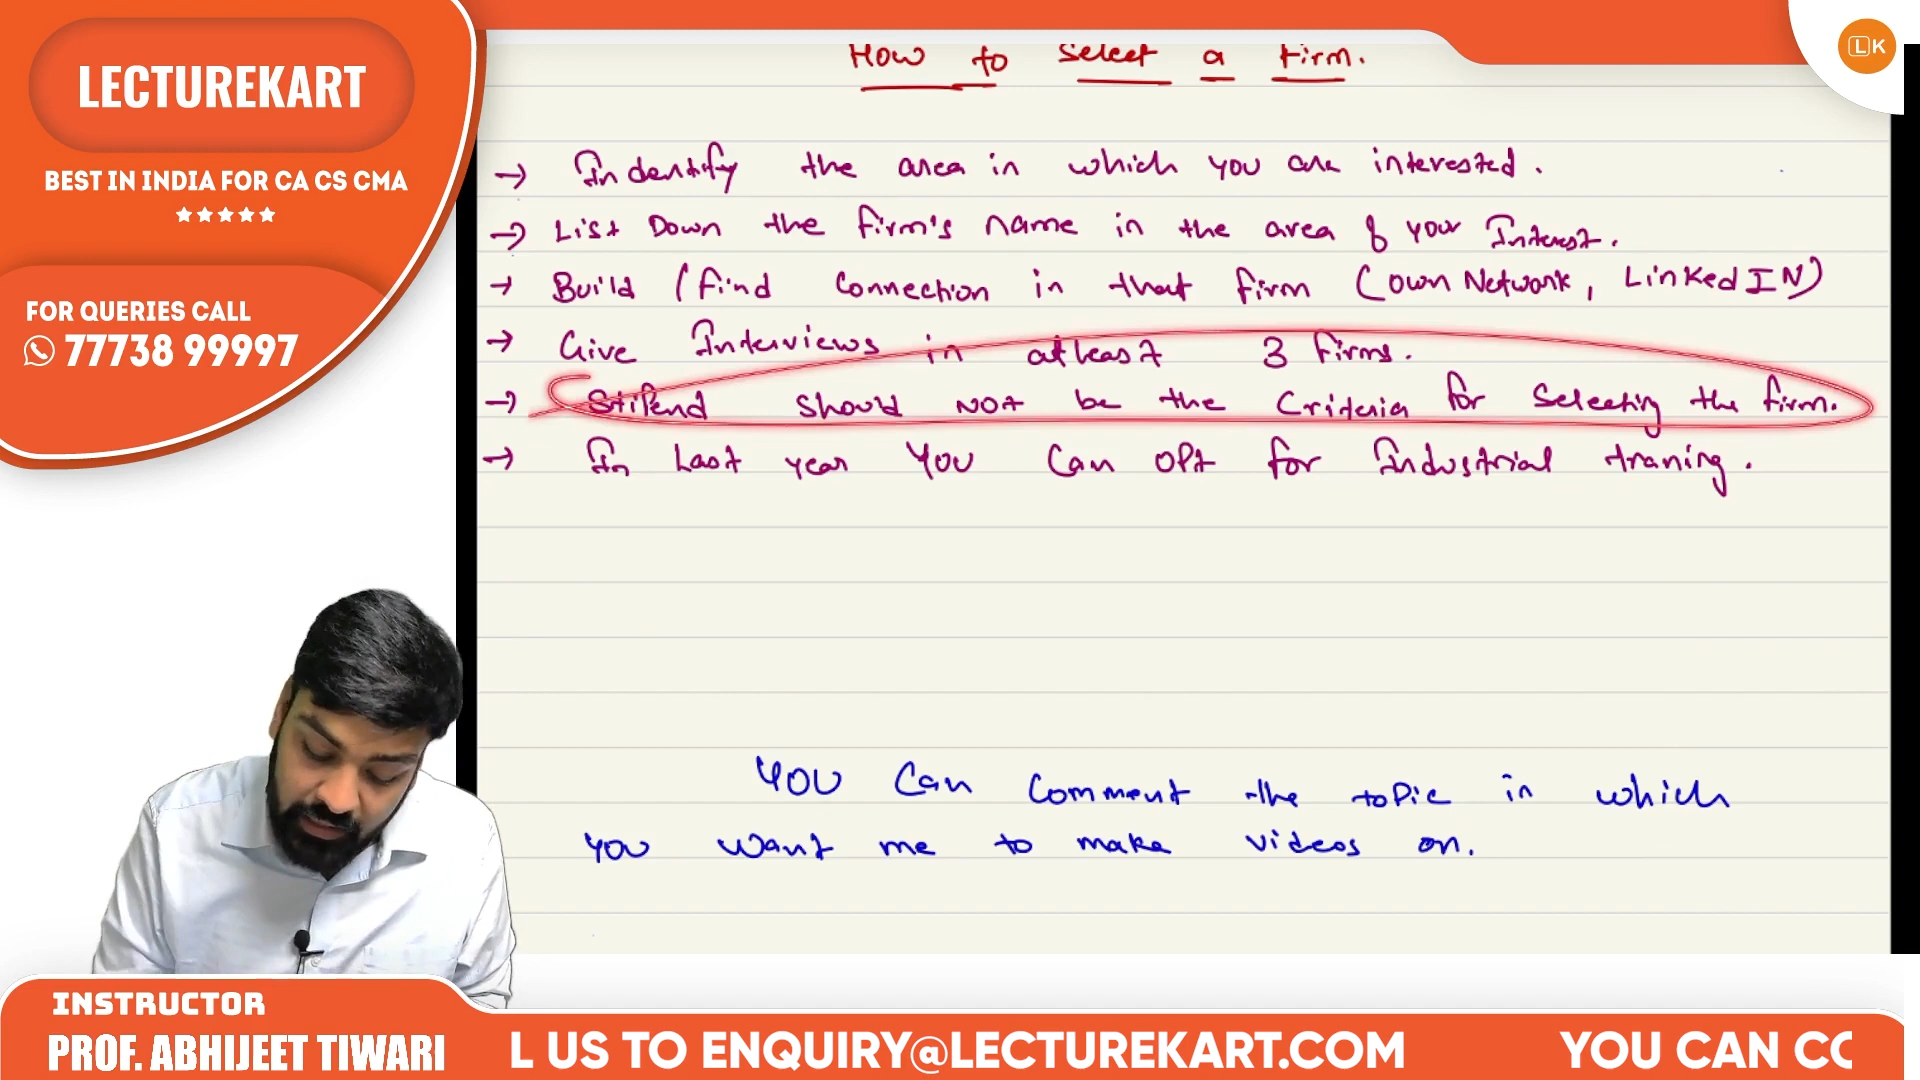 LECTUREKART
BEST IN INDIA FOR CA CS CMA
FOR QUERIES CALL
77738 99997
LK
How to select a firm.
→ Indentify the area in which you are interested.
→ List Down the firm's name in the area of your Interest.
→ Build / find connection in that firm (own Network, LinkedIN)
→ Give Interviews in atleast 3 firms.
→ Stipend should NOT be the criteria for selecting the firm.
→ In Last year You can opt for Industrial traning.
You can comment the topic in which
you want me to make videos on.
INSTRUCTOR
PROF. ABHIJEET TIWARI
L US TO ENQUIRY@LECTUREKART.COM YOU CAN CO